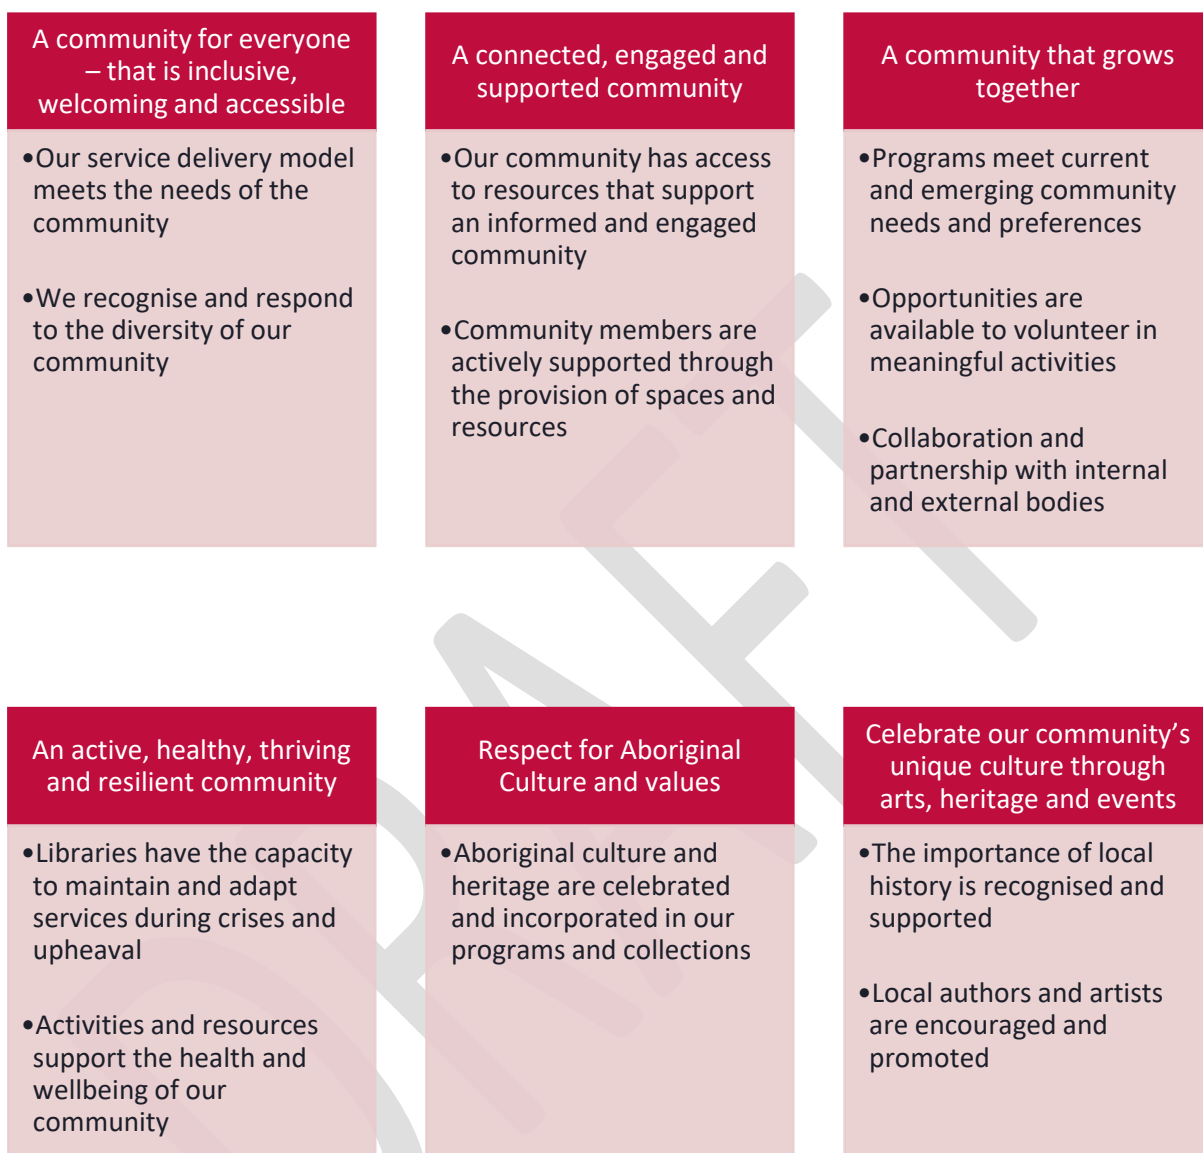 A community for everyone
– that is inclusive,
welcoming and accessible
•Our service delivery model
meets the needs of the
community
•We recognise and respond
to the diversity of our
community
A connected, engaged and
supported community
•Our community has access
to resources that support
an informed and engaged
community
•Community members are
actively supported through
the provision of spaces and
resources
A community that grows
together
•Programs meet current
and emerging community
needs and preferences
•Opportunities are
available to volunteer in
meaningful activities
•Collaboration and
partnership with internal
and external bodies
An active, healthy, thriving
and resilient community
•Libraries have the capacity
to maintain and adapt
services during crises and
upheaval
•Activities and resources
support the health and
wellbeing of our
community
Respect for Aboriginal
Culture and values
•Aboriginal culture and
heritage are celebrated
and incorporated in our
programs and collections
Celebrate our community’s
unique culture through
arts, heritage and events
•The importance of local
history is recognised and
supported
•Local authors and artists
are encouraged and
promoted
DRAFT